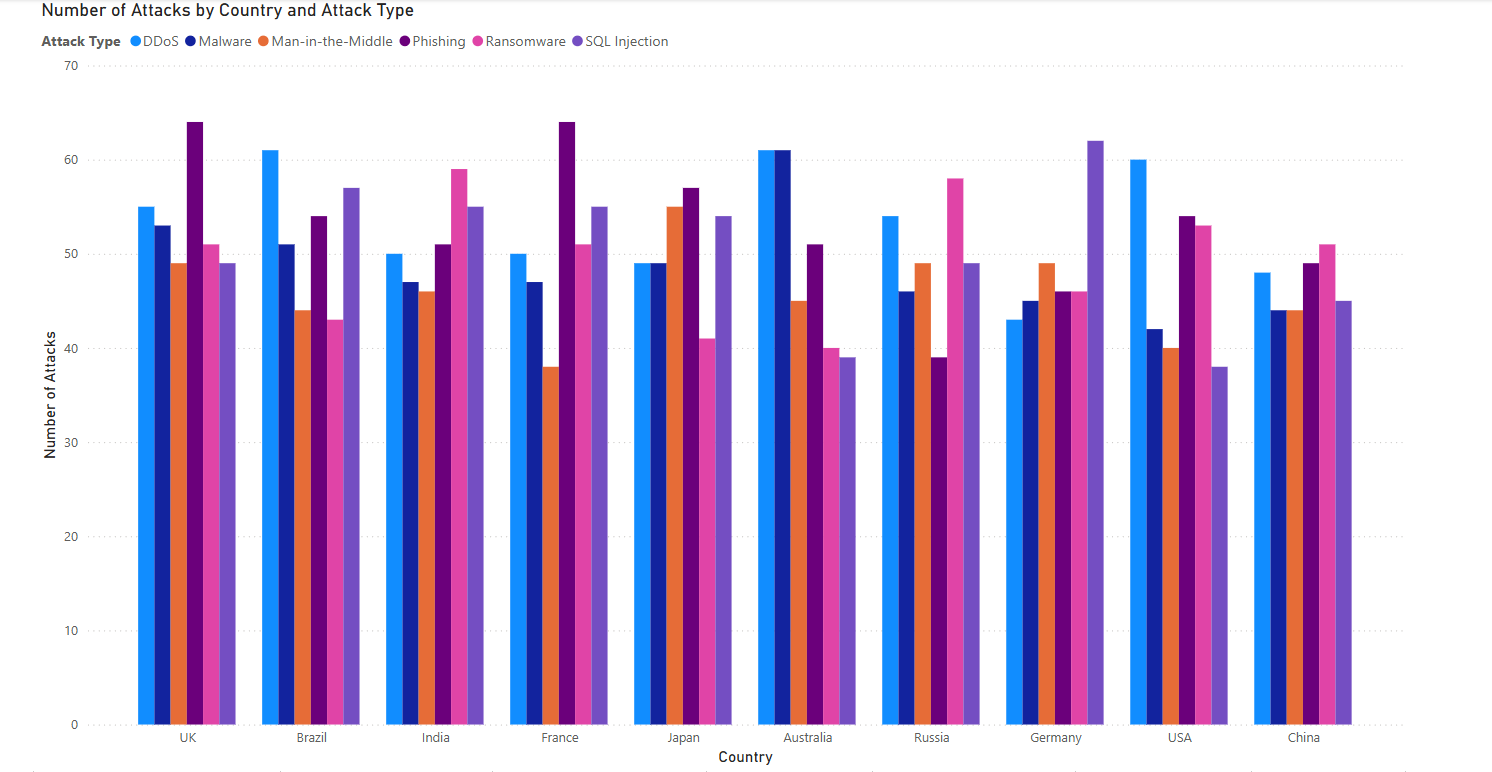 Number of Attacks by Country and Attack Type
Attack Type DDoS Malware Man-in-the-Middle Phishing Ransomware SQL Injection
70
60
50
40
30
20
10
0
Number of Attacks
UK Brazil India France Japan Australia Russia Germany USA China
Country